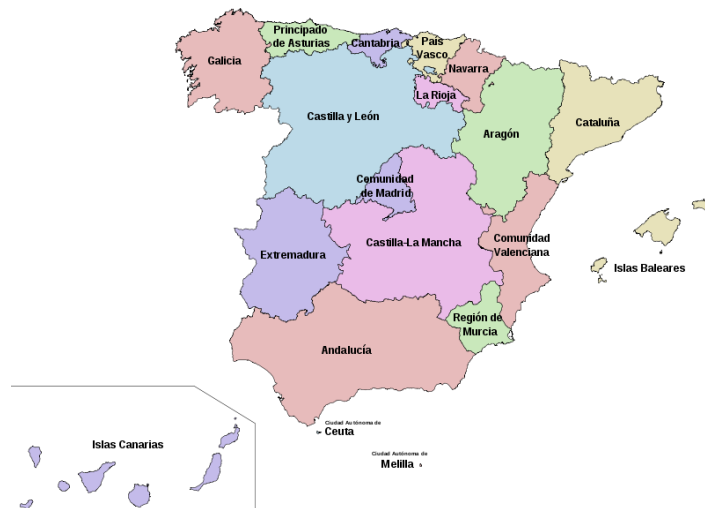 Principado
de Asturias
Cantabria
País
Vasco
Galicia
Navarra
La Rioja
Castilla y León
Cataluña
Aragón
Comunidad
de Madrid
Castilla-La Mancha
Comunidad
Valenciana
Extremadura
Islas Baleares
Región de
Murcia
Andalucía
Ciudad Autónoma de
Ceuta
Islas Canarias
Ciudad Autónoma de
Melilla